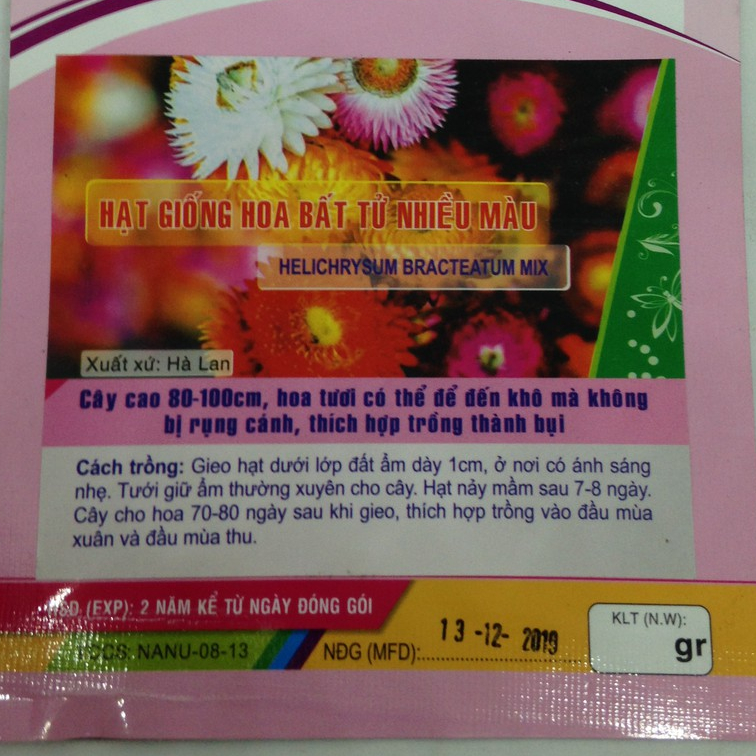 HẠT GIỐNG HOA BẤT TỬ NHIỀU MÀU
HELICHRYSUM BRACTEATUM MIX
Xuất xứ: Hà Lan
Cây cao 80-100cm, hoa tươi có thể để đến khô mà không
bị rụng cánh, thích hợp trồng thành bụi
Cách trồng: Gieo hạt dưới lớp đất ẩm dày 1cm, ở nơi có ánh sáng
nhẹ. Tưới giữ ẩm thường xuyên cho cây. Hạt nảy mầm sau 7-8 ngày.
Cây cho hoa 70-80 ngày sau khi gieo, thích hợp trồng vào đầu mùa
xuân và đầu mùa thu.
HSD (EXP): 2 NĂM KỂ TỪ NGÀY ĐÓNG GÓI
TCCS: NANU-08-13
NĐG (MFD): 13-12-2019
KLT (N.W):
gr